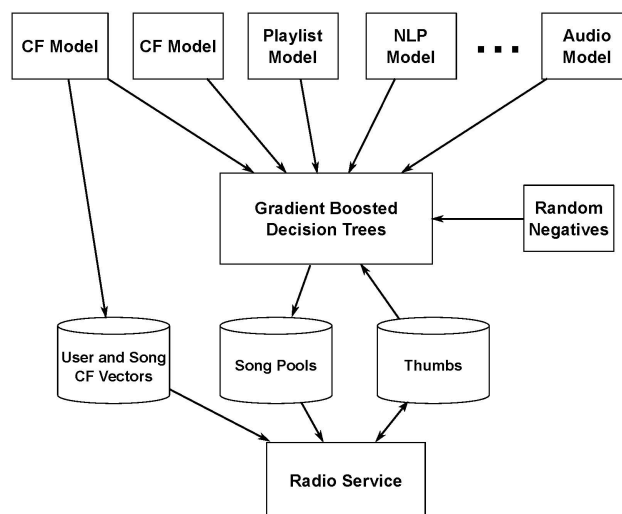 CF Model
CF Model
Playlist
Model
NLP
Model
Audio
Model
Gradient Boosted
Decision Trees
Random
Negatives
User and Song
CF Vectors
Song Pools
Thumbs
Radio Service